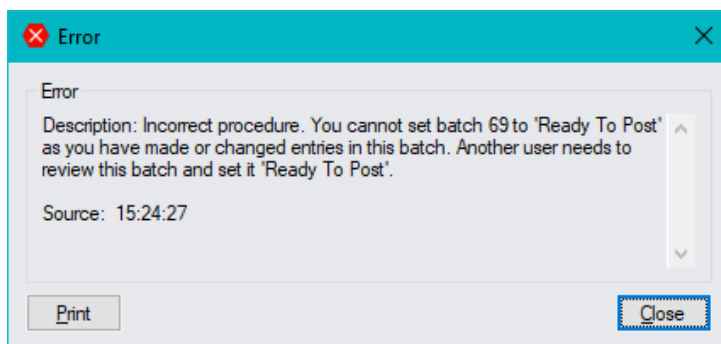 Error
Error
Description: Incorrect procedure. You cannot set batch 69 to 'Ready To Post'
as you have made or changed entries in this batch. Another user needs to
review this batch and set it 'Ready To Post'.
Source: 15:24:27
Print
Close